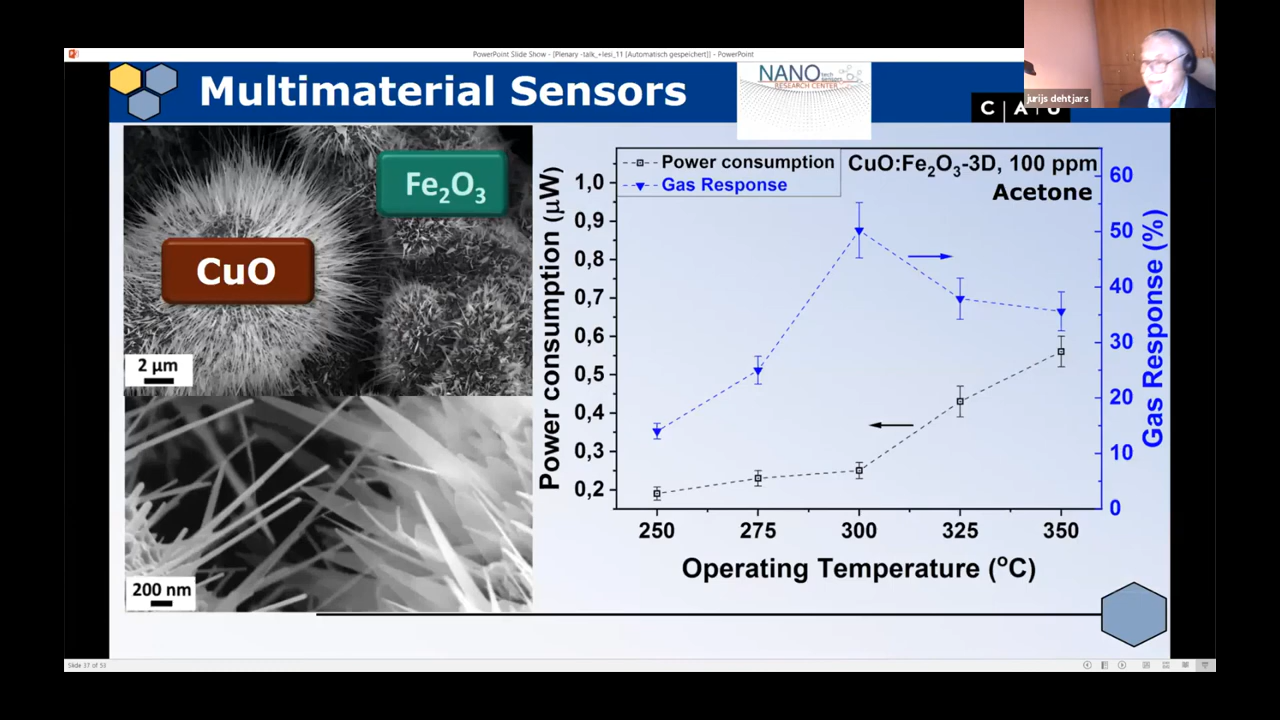 PowerPoint Slide Show - [Plenary -talk_+lesi_11 [Automatisch gespeichert]] - PowerPoint
jurijs dehtjars
Multimaterial Sensors
NANO tech sensors
RESEARCH CENTER
C | A | U
Fe₂O₃
CuO
2 µm
200 nm
Power consumption
Gas Response
CuO:Fe₂O₃-3D, 100 ppm
Acetone
Power consumption (µW)
1,0
0,9
0,8
0,7
0,6
0,5
0,4
0,3
0,2
60
50
40
30
20
10
0
Gas Response (%)
250 275 300 325 350
Operating Temperature (°C)
Slide 37 of 53